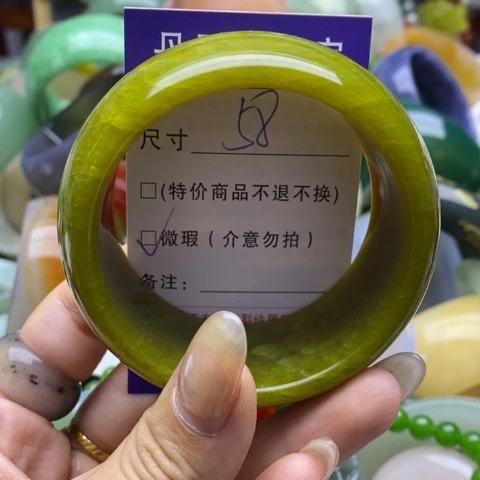 尺寸 58
□(特价商品不退不换)
☑微瑕（介意勿拍）
备注：